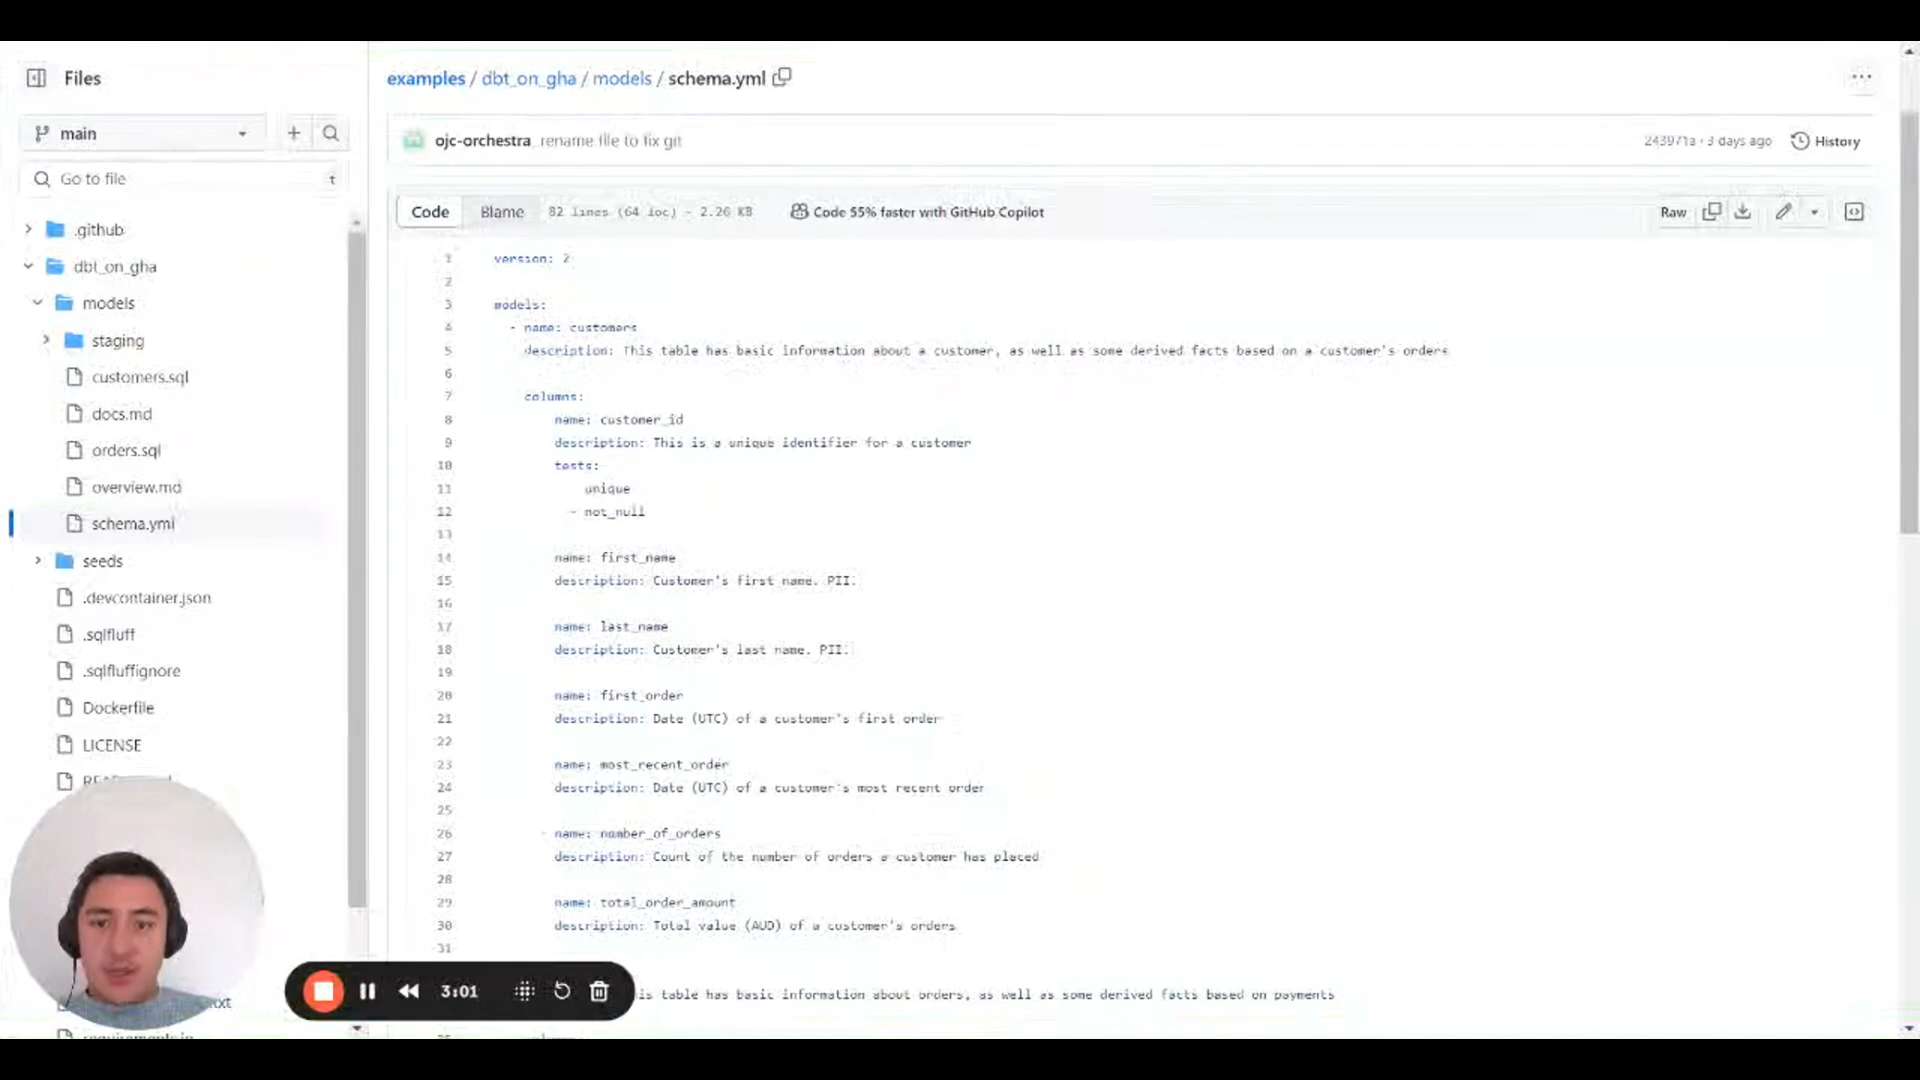 Files
examples / dbt_on_gha / models / schema.yml
main
ojc-orchestra rename file to fix git
243971a · 3 days ago
History
Go to file
t
Code
Blame
82 lines (64 loc) · 2.26 KB
Code 55% faster with GitHub Copilot
Raw
.github
dbt_on_gha
models
staging
customers.sql
docs.md
orders.sql
overview.md
schema.yml
seeds
.devcontainer.json
.sqlfluff
.sqlfluffignore
Dockerfile
LICENSE
1 version: 2
2
3 models:
4 - name: customers
5 description: This table has basic information about a customer, as well as some derived facts based on a customer's orders
6
7 columns:
8 name: customer_id
9 description: This is a unique identifier for a customer
10 tests:
11 unique
12 - not_null
13
14 name: first_name
15 description: Customer's first name. PII.
16
17 name: last_name
18 description: Customer's last name. PII.
19
20 name: first_order
21 description: Date (UTC) of a customer's first order
22
23 name: most_recent_order
24 description: Date (UTC) of a customer's most recent order
25
26 - name: number_of_orders
27 description: Count of the number of orders a customer has placed
28
29 name: total_order_amount
30 description: Total value (AUD) of a customer's orders
31
3:01
is table has basic information about orders, as well as some derived facts based on payments